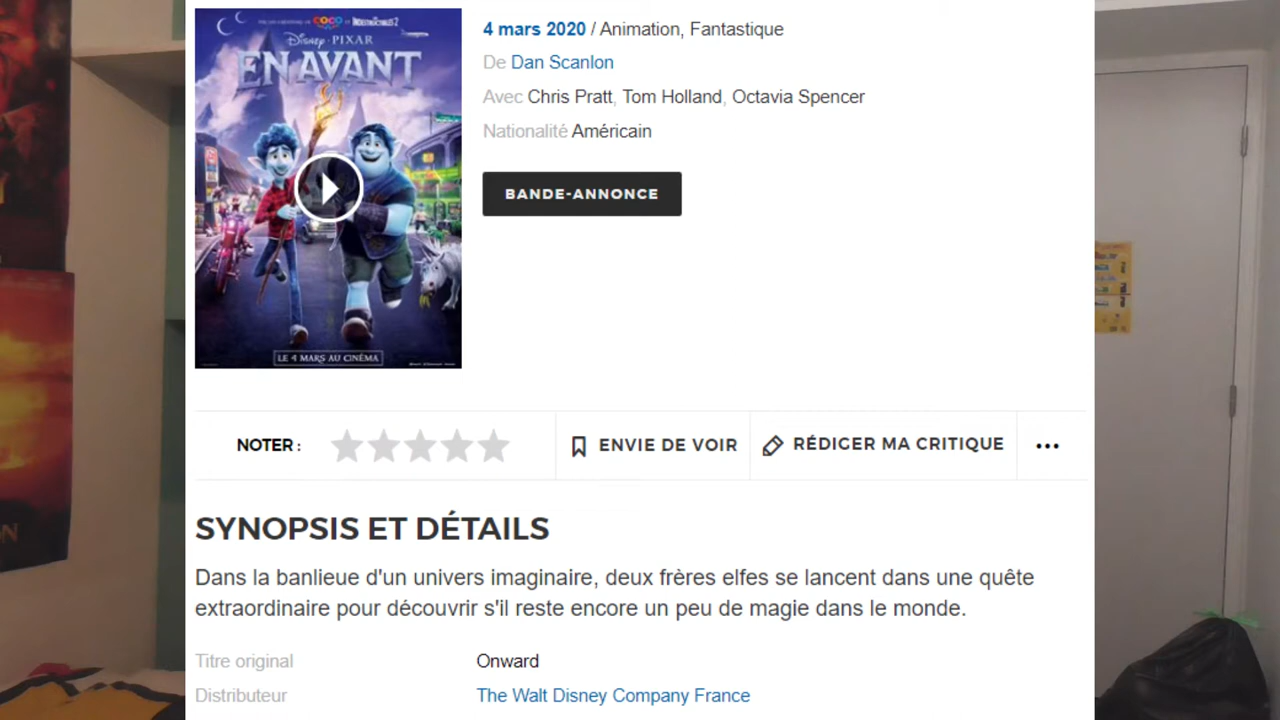 COCO
INDESTRUCTIBLES 2
Disney · PIXAR
EN AVANT
LE 4 MARS AU CINÉMA
4 mars 2020 / Animation, Fantastique
De Dan Scanlon
Avec Chris Pratt, Tom Holland, Octavia Spencer
Nationalité Américain
BANDE-ANNONCE
NOTER :
ENVIE DE VOIR
RÉDIGER MA CRITIQUE
SYNOPSIS ET DÉTAILS
Dans la banlieue d'un univers imaginaire, deux frères elfes se lancent dans une quête
extraordinaire pour découvrir s'il reste encore un peu de magie dans le monde.
Titre original Onward
Distributeur The Walt Disney Company France